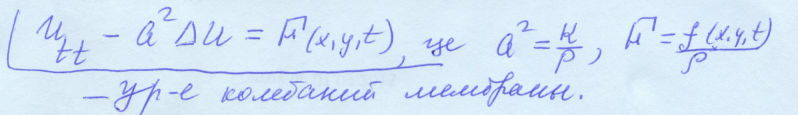 u_tt - a²Δu = F(x,y,t), где a² = k/ρ, F = f(x,y,t)/ρ
- ур-е колебаний мембраны.